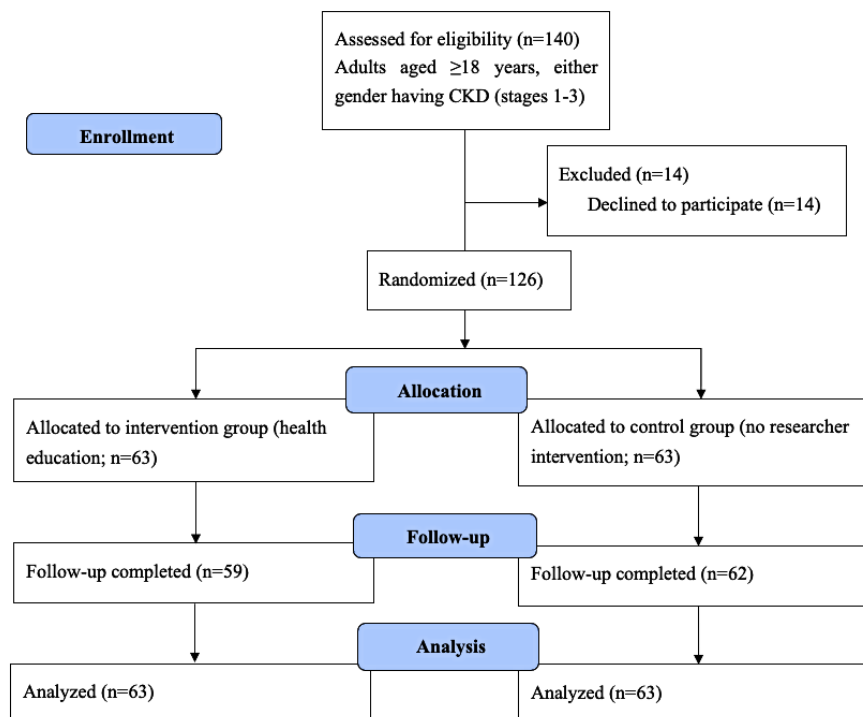 Assessed for eligibility (n=140)
Adults aged ≥18 years, either
gender having CKD (stages 1-3)
Enrollment
Excluded (n=14)
Declined to participate (n=14)
Randomized (n=126)
Allocation
Allocated to intervention group (health
education; n=63)
Allocated to control group (no researcher
intervention; n=63)
Follow-up
Follow-up completed (n=59)
Follow-up completed (n=62)
Analysis
Analyzed (n=63)
Analyzed (n=63)